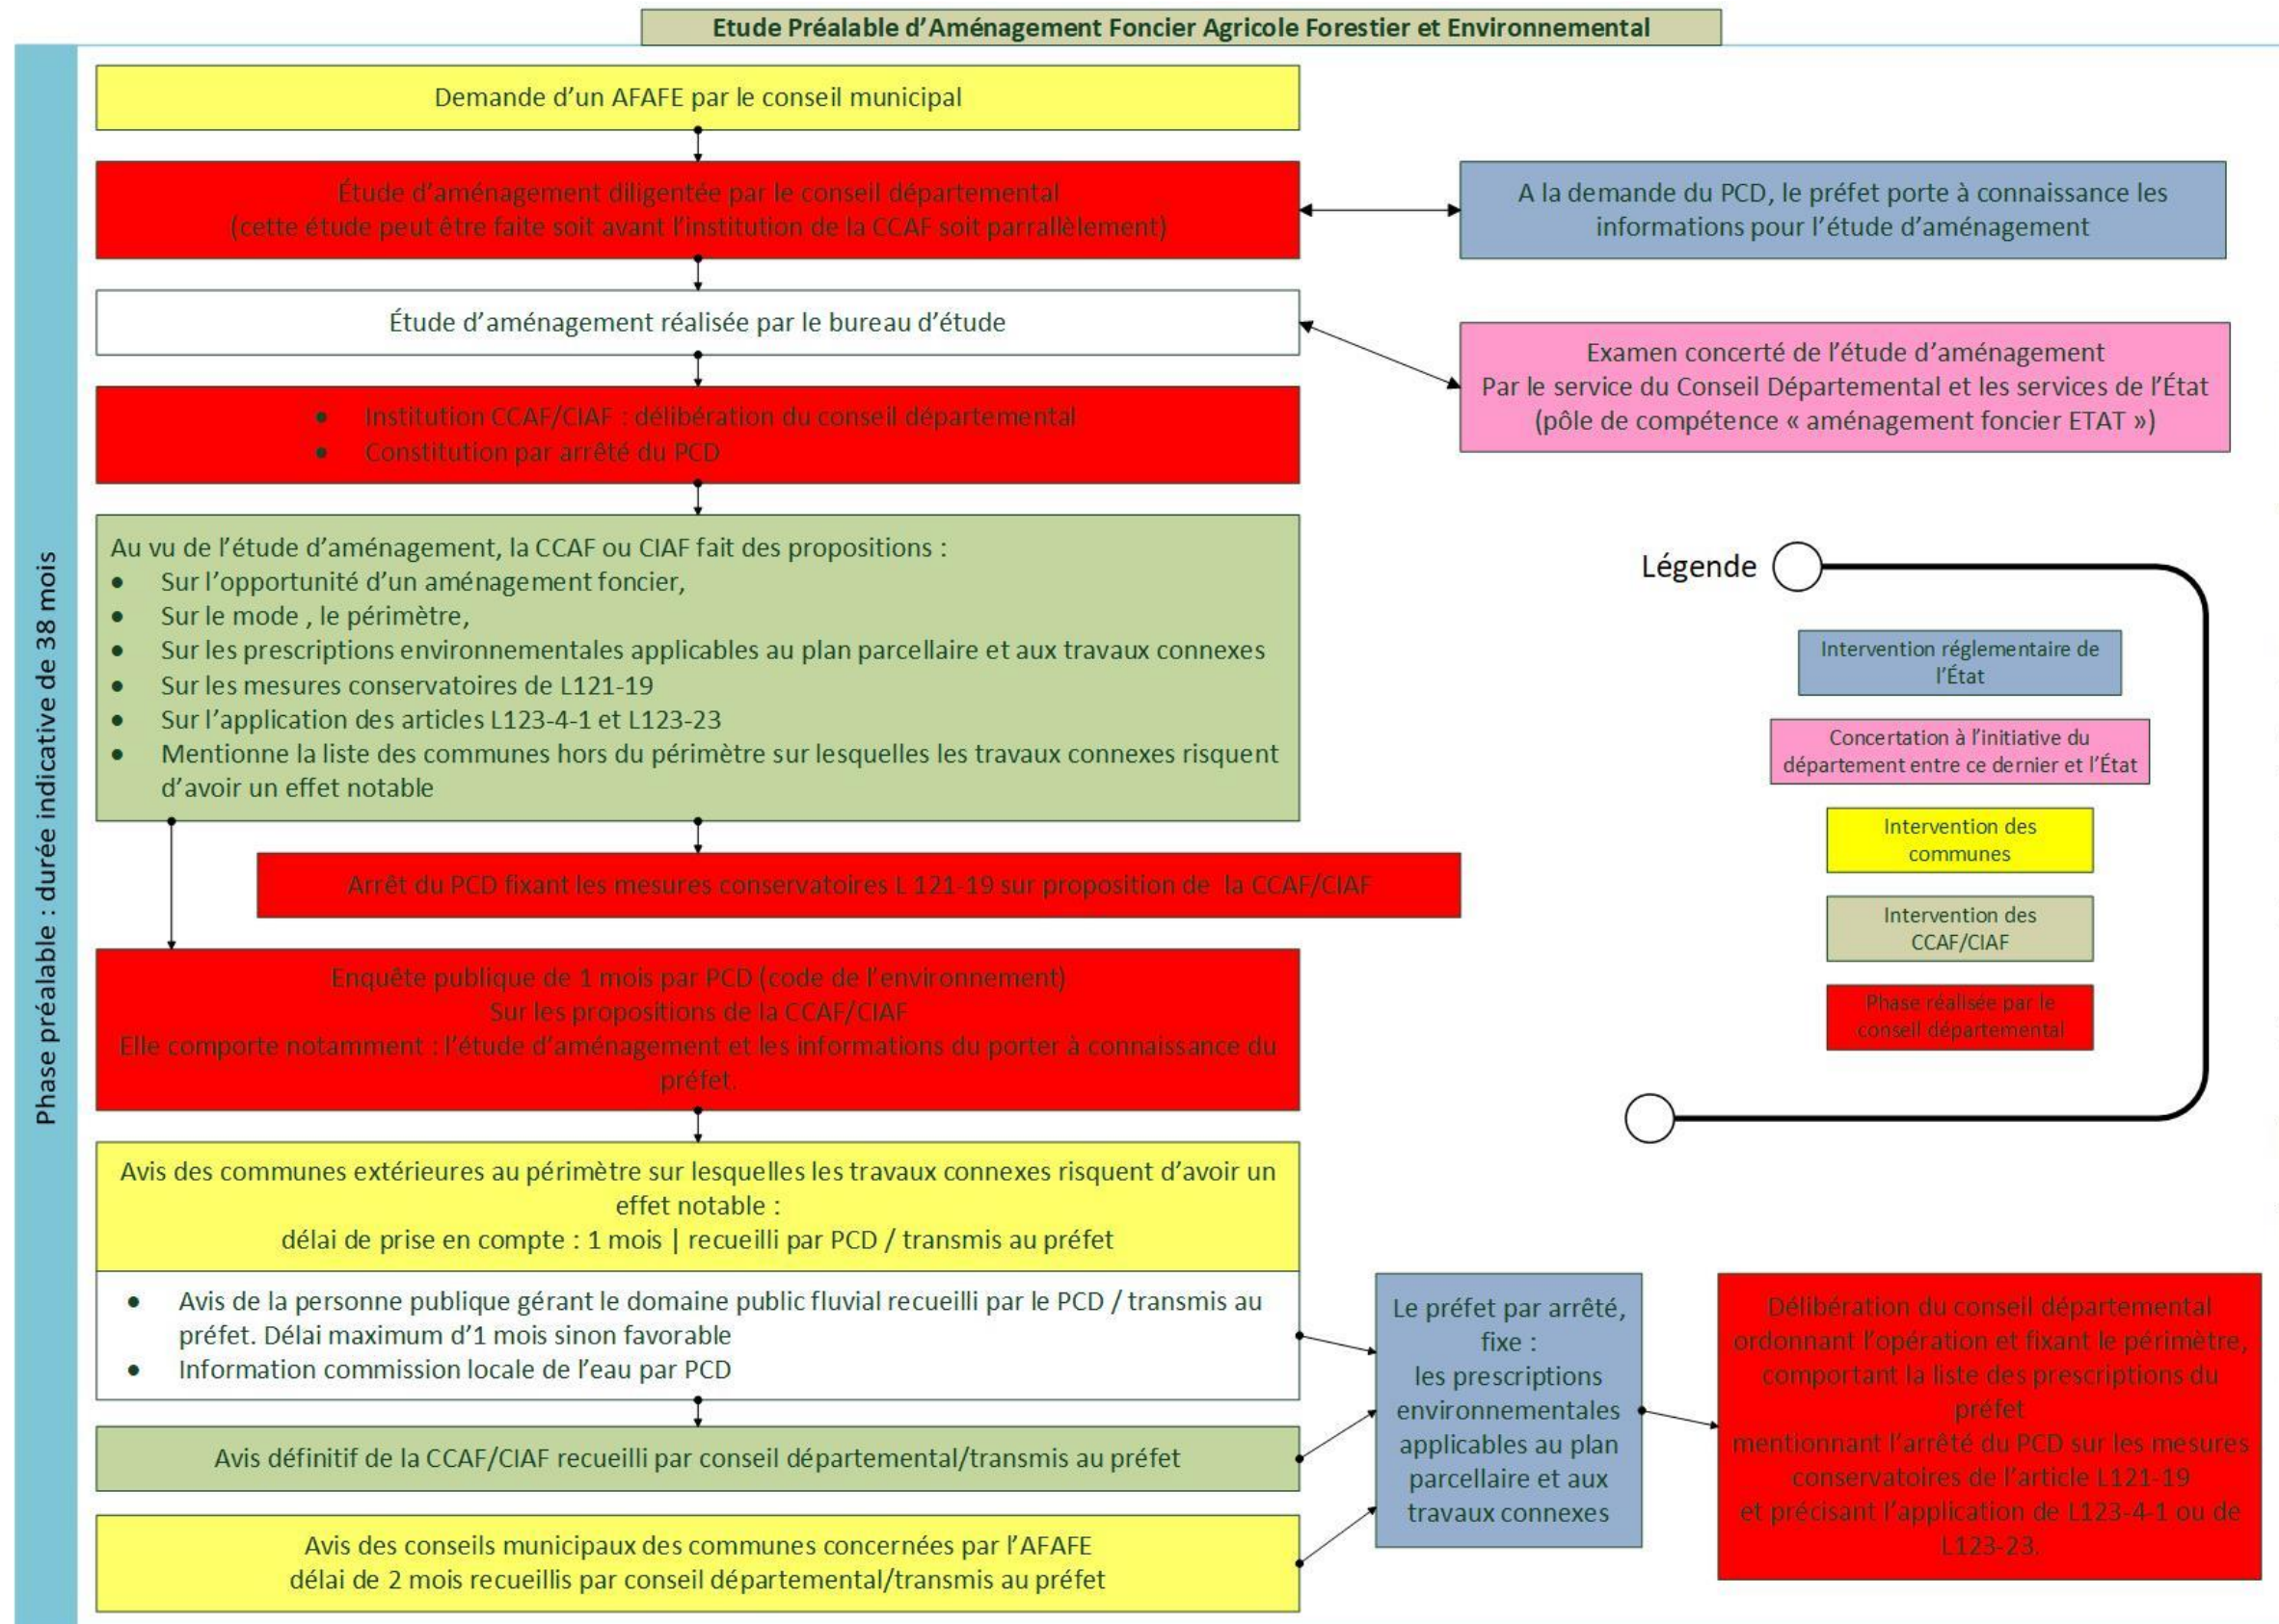 Etude Préalable d'Aménagement Foncier Agricole Forestier et Environnemental
Phase préalable : durée indicative de 38 mois
Demande d'un AFAFE par le conseil municipal
Étude d'aménagement diligentée par le conseil départemental
(cette étude peut être faite soit avant l'institution de la CCAF soit parrallèlement)
A la demande du PCD, le préfet porte à connaissance les
informations pour l'étude d'aménagement
Étude d'aménagement réalisée par le bureau d'étude
Examen concerté de l'étude d'aménagement
Par le service du Conseil Départemental et les services de l'État
(pôle de compétence « aménagement foncier ETAT »)
• Institution CCAF/CIAF : délibération du conseil départemental
• Constitution par arrêté du PCD
Au vu de l'étude d'aménagement, la CCAF ou CIAF fait des propositions :
• Sur l'opportunité d'un aménagement foncier,
• Sur le mode , le périmètre,
• Sur les prescriptions environnementales applicables au plan parcellaire et aux travaux connexes
• Sur les mesures conservatoires de L121-19
• Sur l'application des articles L123-4-1 et L123-23
• Mentionne la liste des communes hors du périmètre sur lesquelles les travaux connexes risquent
d'avoir un effet notable
Légende
Intervention réglementaire de
l'État
Concertation à l'initiative du
département entre ce dernier et l'État
Intervention des
communes
Intervention des
CCAF/CIAF
Phase réalisée par le
conseil départemental
Arrêt du PCD fixant les mesures conservatoires L 121-19 sur proposition de la CCAF/CIAF
Enquête publique de 1 mois par PCD (code de l'environnement)
Sur les propositions de la CCAF/CIAF
Elle comporte notamment : l'étude d'aménagement et les informations du porter à connaissance du
préfet.
Avis des communes extérieures au périmètre sur lesquelles les travaux connexes risquent d'avoir un
effet notable :
délai de prise en compte : 1 mois | recueilli par PCD / transmis au préfet
• Avis de la personne publique gérant le domaine public fluvial recueilli par le PCD / transmis au
préfet. Délai maximum d'1 mois sinon favorable
• Information commission locale de l'eau par PCD
Avis définitif de la CCAF/CIAF recueilli par conseil départemental/transmis au préfet
Avis des conseils municipaux des communes concernées par l'AFAFE
délai de 2 mois recueillis par conseil départemental/transmis au préfet
Le préfet par arrêté,
fixe :
les prescriptions
environnementales
applicables au plan
parcellaire et aux
travaux connexes
Délibération du conseil départemental
ordonnant l'opération et fixant le périmètre,
comportant la liste des prescriptions du
préfet
mentionnant l'arrêté du PCD sur les mesures
conservatoires de l'article L121-19
et précisant l'application de L123-4-1 ou de
L123-23.